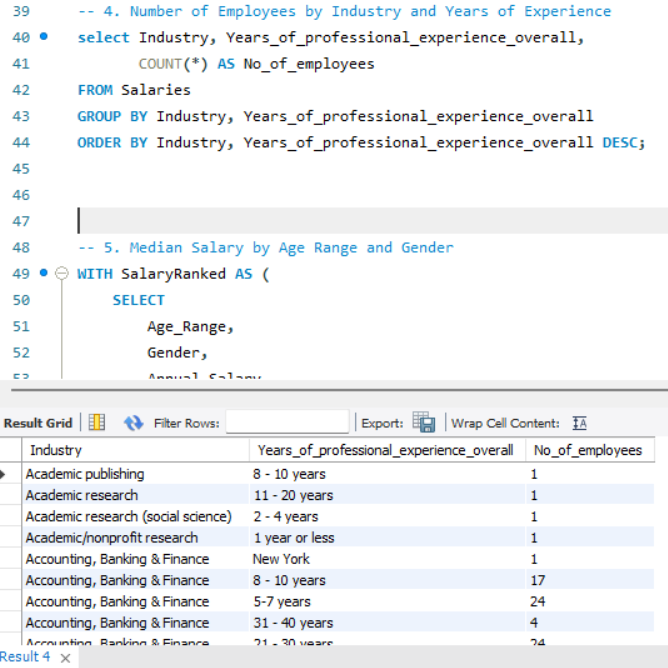 39 -- 4. Number of Employees by Industry and Years of Experience
40 select Industry, Years_of_professional_experience_overall,
41 COUNT(*) AS No_of_employees
42 FROM Salaries
43 GROUP BY Industry, Years_of_professional_experience_overall
44 ORDER BY Industry, Years_of_professional_experience_overall DESC;
45
46
47
48 -- 5. Median Salary by Age Range and Gender
49 WITH SalaryRanked AS (
50 SELECT
51 Age_Range,
52 Gender,
53 Annual_Salary
Result Grid Filter Rows: Export: Wrap Cell Content: IA
Industry Years_of_professional_experience_overall No_of_employees
Academic publishing 8 - 10 years 1
Academic research 11 - 20 years 1
Academic research (social science) 2 - 4 years 1
Academic/nonprofit research 1 year or less 1
Accounting, Banking & Finance New York 1
Accounting, Banking & Finance 8 - 10 years 17
Accounting, Banking & Finance 5-7 years 24
Accounting, Banking & Finance 31 - 40 years 4
Accounting, Banking & Finance 21 - 30 years 24
Result 4 ×